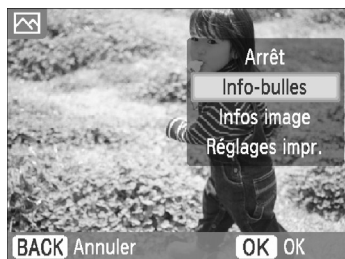 Arrêt
Info-bulles
Infos image
Réglages impr.
BACK Annuler
OK OK